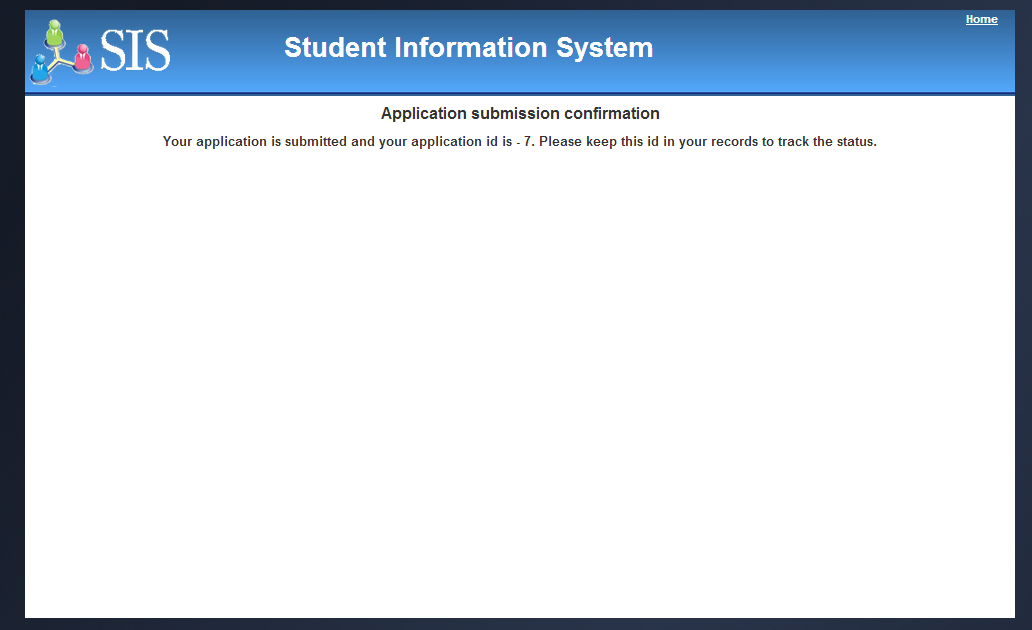 Home
SIS
Student Information System
Application submission confirmation
Your application is submitted and your application id is - 7. Please keep this id in your records to track the status.